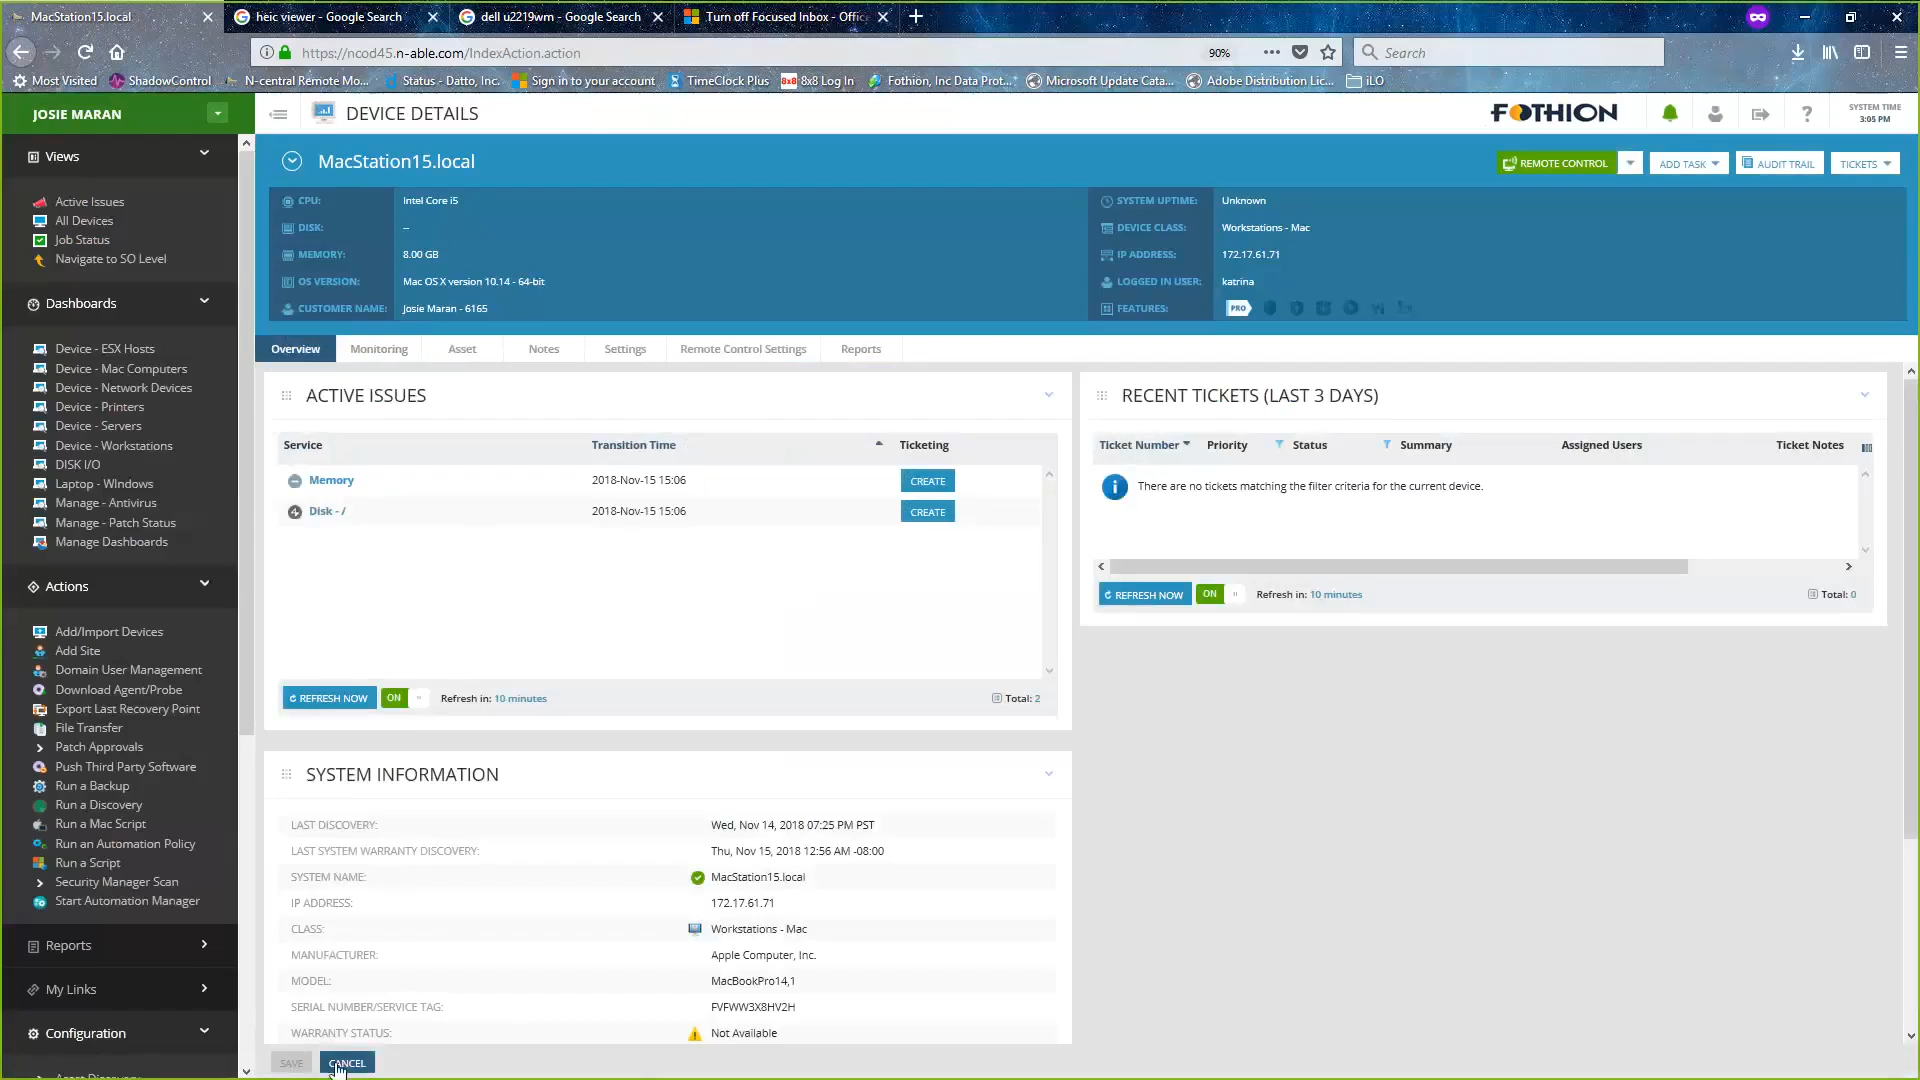 MacStation15.local
heic viewer - Google Search
dell u2219wm - Google Search
Turn off Focused Inbox - Offic
https://ncod45.n-able.com/IndexAction.action
90%
Search
Most Visited
ShadowControl
N-central Remote Mo...
Status - Datto, Inc.
Sign in to your account
TimeClock Plus
8x8 Log In
Fothion, Inc Data Prot...
Microsoft Update Cata...
Adobe Distribution Lic...
iLO
JOSIE MARAN
DEVICE DETAILS
FOTHION
SYSTEM TIME
3:05 PM
Views
Active Issues
All Devices
Job Status
Navigate to SO Level
Dashboards
Device - ESX Hosts
Device - Mac Computers
Device - Network Devices
Device - Printers
Device - Servers
Device - Workstations
DISK I/O
Laptop - WIndows
Manage - Antivirus
Manage - Patch Status
Manage Dashboards
Actions
Add/Import Devices
Add Site
Domain User Management
Download Agent/Probe
Export Last Recovery Point
File Transfer
Patch Approvals
Push Third Party Software
Run a Backup
Run a Discovery
Run a Mac Script
Run an Automation Policy
Run a Script
Security Manager Scan
Start Automation Manager
Reports
My Links
Configuration
MacStation15.local
REMOTE CONTROL
ADD TASK
AUDIT TRAIL
TICKETS
CPU: Intel Core i5
DISK: --
MEMORY: 8.00 GB
OS VERSION: Mac OS X version 10.14 - 64-bit
CUSTOMER NAME: Josie Maran - 6165
SYSTEM UPTIME: Unknown
DEVICE CLASS: Workstations - Mac
IP ADDRESS: 172.17.61.71
LOGGED IN USER: katrina
FEATURES: PRO
Overview Monitoring Asset Notes Settings Remote Control Settings Reports
ACTIVE ISSUES
Service Transition Time Ticketing
Memory 2018-Nov-15 15:06 CREATE
Disk - / 2018-Nov-15 15:06 CREATE
REFRESH NOW ON Refresh in: 10 minutes Total: 2
RECENT TICKETS (LAST 3 DAYS)
Ticket Number Priority Status Summary Assigned Users Ticket Notes
There are no tickets matching the filter criteria for the current device.
REFRESH NOW ON Refresh in: 10 minutes Total: 0
SYSTEM INFORMATION
LAST DISCOVERY: Wed, Nov 14, 2018 07:25 PM PST
LAST SYSTEM WARRANTY DISCOVERY: Thu, Nov 15, 2018 12:56 AM -08:00
SYSTEM NAME: MacStation15.local
IP ADDRESS: 172.17.61.71
CLASS: Workstations - Mac
MANUFACTURER: Apple Computer, Inc.
MODEL: MacBookPro14,1
SERIAL NUMBER/SERVICE TAG: FVFWW3X8HV2H
WARRANTY STATUS: Not Available
SAVE CANCEL